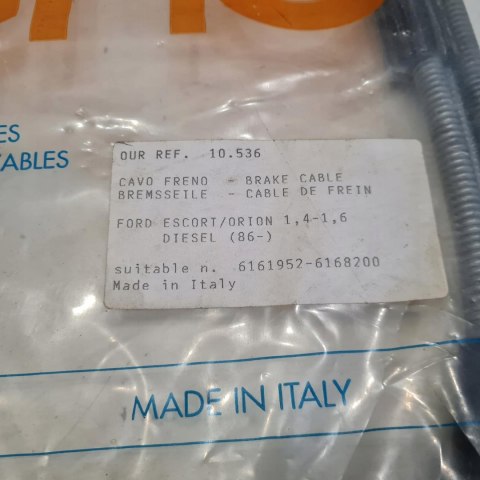 ES
CABLES
OUR REF. 10.536
CAVO FRENO - BRAKE CABLE
BREMSSEILE - CABLE DE FREIN
FORD ESCORT/ORION 1,4-1,6
DIESEL (86-)
suitable n. 6161952-6168200
Made in Italy
MADE IN ITALY